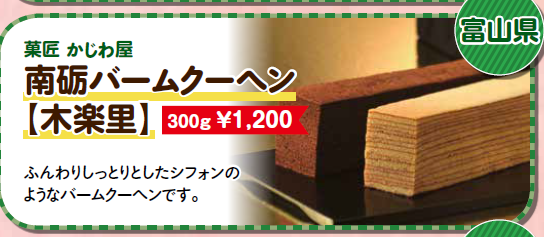 富山県
菓匠 かじわ屋
南砺バームクーヘン
【木楽里】 300g ¥1,200
ふんわりしっとりとしたシフォンの
ようなバームクーヘンです。